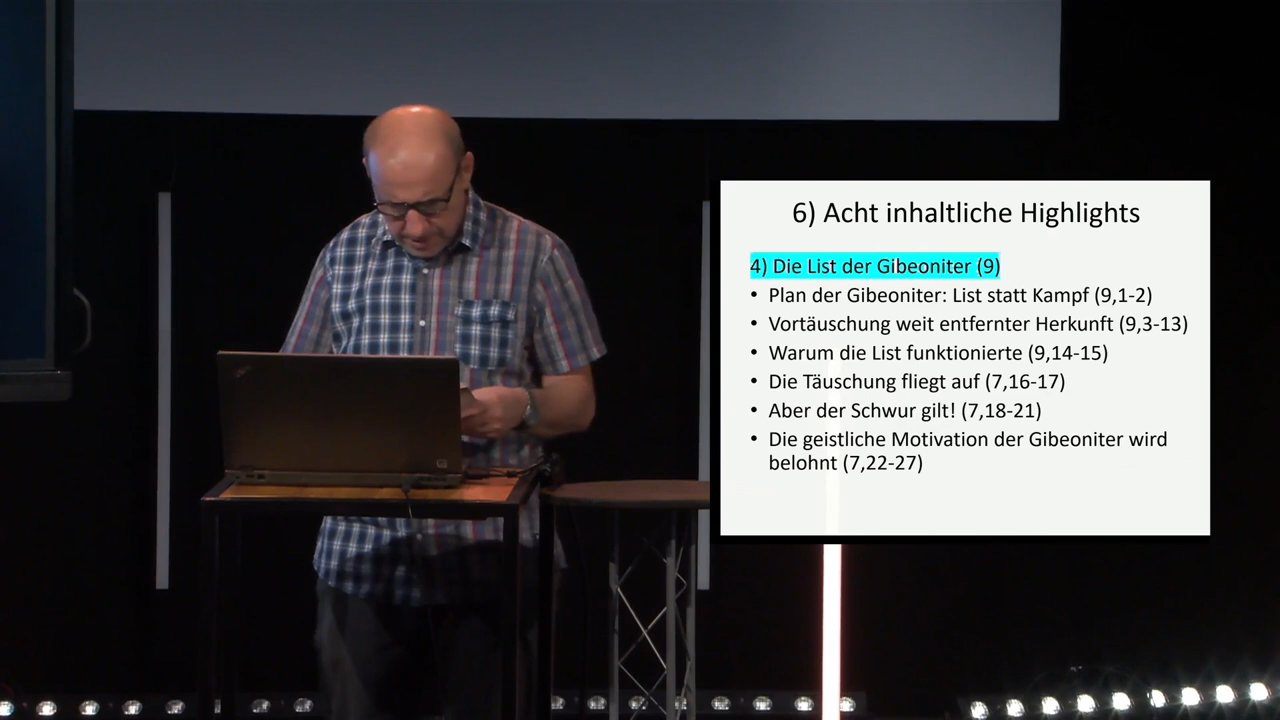 6) Acht inhaltliche Highlights
4) Die List der Gibeoniter (9)
• Plan der Gibeoniter: List statt Kampf (9,1-2)
• Vortäuschung weit entfernter Herkunft (9,3-13)
• Warum die List funktionierte (9,14-15)
• Die Täuschung fliegt auf (7,16-17)
• Aber der Schwur gilt! (7,18-21)
• Die geistliche Motivation der Gibeoniter wird
belohnt (7,22-27)